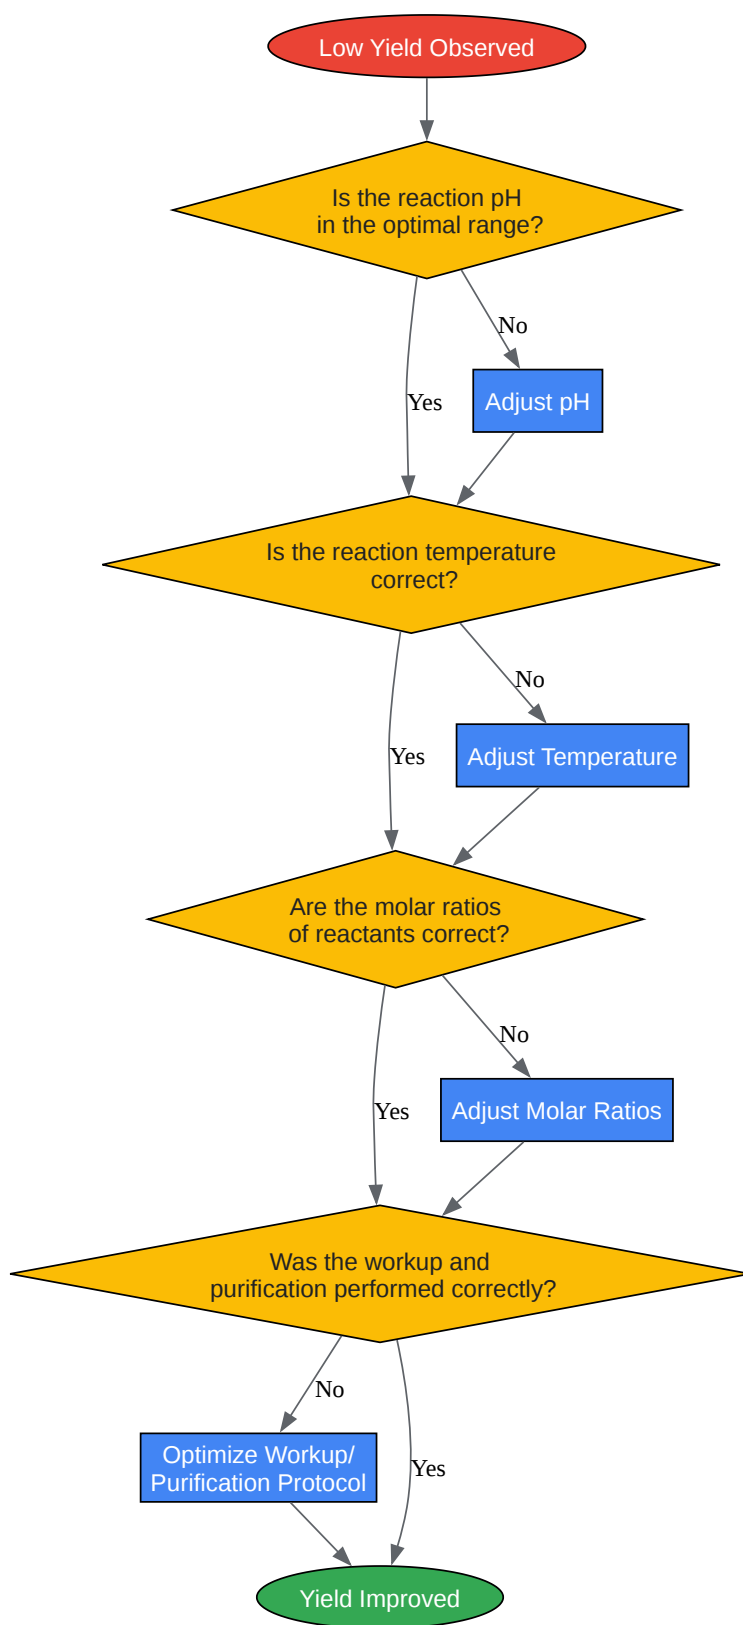 Low Yield Observed
Is the reaction pH
in the optimal range?
No
Yes
Adjust pH
Is the reaction temperature
correct?
No
Yes
Adjust Temperature
Are the molar ratios
of reactants correct?
No
Yes
Adjust Molar Ratios
Was the workup and
purification performed correctly?
No
Optimize Workup/
Purification Protocol
Yes
Yield Improved